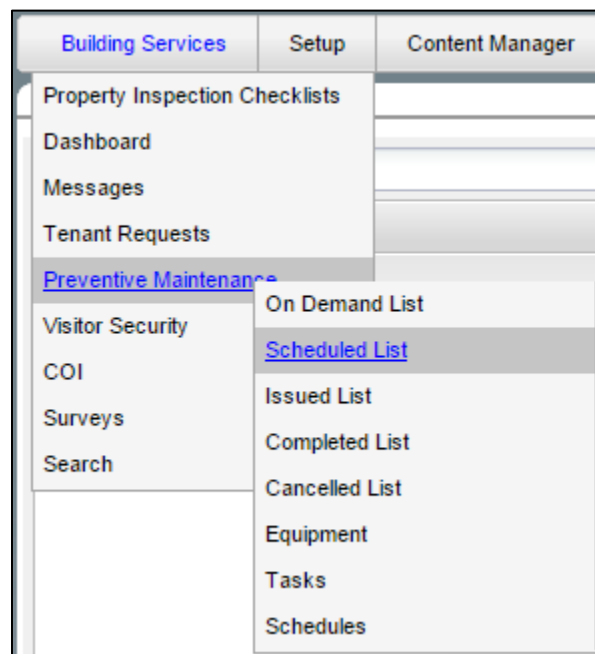 Building Services Setup Content Manager
Property Inspection Checklists
Dashboard
Messages
Tenant Requests
Preventive Maintenance
Visitor Security
COI
Surveys
Search
On Demand List
Scheduled List
Issued List
Completed List
Cancelled List
Equipment
Tasks
Schedules